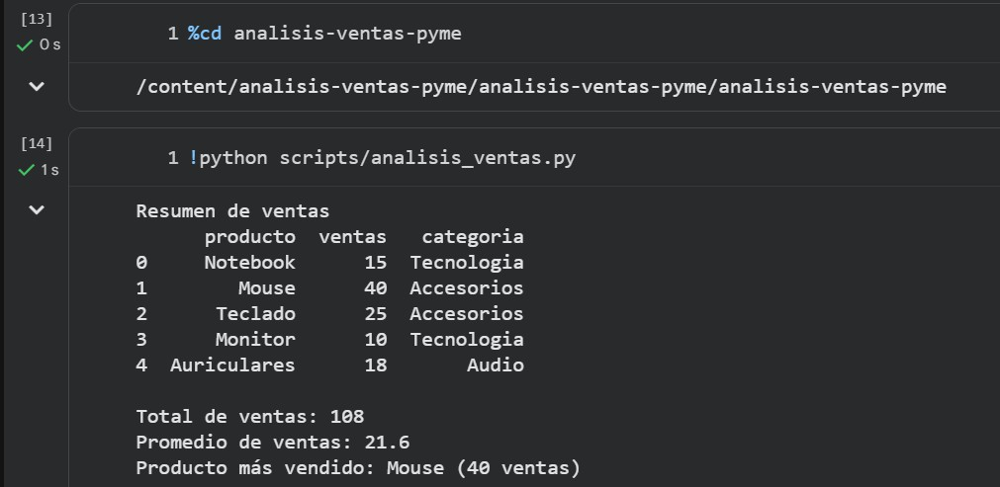 [13]
1 %cd analisis-ventas-pyme
0 s
/content/analisis-ventas-pyme/analisis-ventas-pyme/analisis-ventas-pyme
[14]
1 !python scripts/analisis_ventas.py
1 s
Resumen de ventas
      producto  ventas   categoria
0     Notebook      15  Tecnologia
1        Mouse      40  Accesorios
2      Teclado      25  Accesorios
3      Monitor      10  Tecnologia
4  Auriculares      18       Audio
Total de ventas: 108
Promedio de ventas: 21.6
Producto más vendido: Mouse (40 ventas)